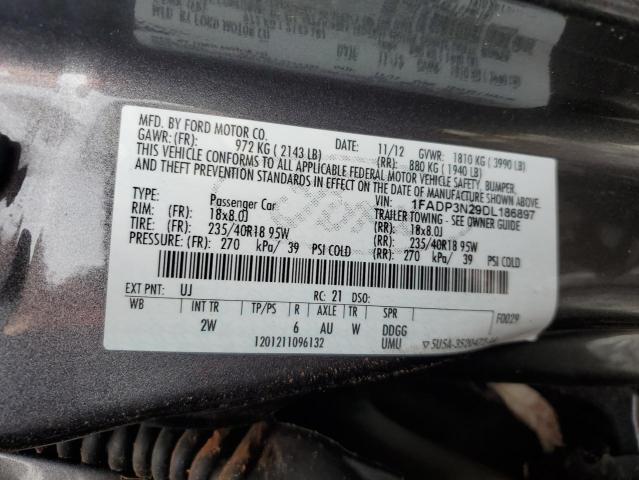 MFD. BY FORD MOTOR CO.
DATE: 11/12 GVWR: 1810 KG ( 3990 LB)
GAWR: (FR): 972 KG ( 2143 LB) (RR): 880 KG ( 1940 LB)
THIS VEHICLE CONFORMS TO ALL APPLICABLE FEDERAL MOTOR VEHICLE SAFETY, BUMPER,
AND THEFT PREVENTION STANDARDS IN EFFECT ON THE DATE OF MANUFACTURE SHOWN ABOVE.
VIN: 1FADP3N29DL186897
TYPE: Passenger Car TRAILER TOWING - SEE OWNER GUIDE
RIM: (FR) 18x8.0J (RR): 18x8.0J
TIRE: (FR) 235/40R18 95W (RR): 235/40R18 95W
PRESSURE: (FR) 270 kPa/ 39 PSI COLD (RR): 270 kPa/ 39 PSI COLD
EXT PNT: UJ RC: 21 DSO: F0029
WB INT TR TP/PS R AXLE TR SPR
2W 6 AU W DDGG
1201211096132 UMU